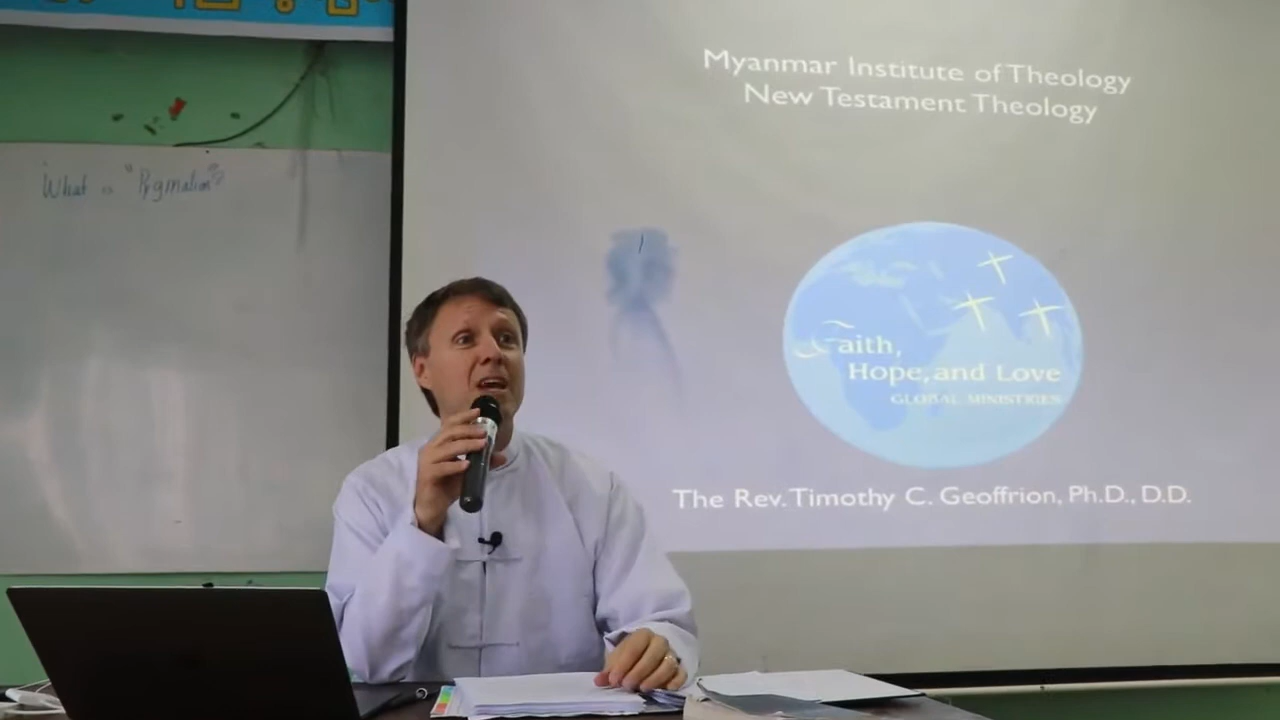 What is "Pygmalion"?
Myanmar Institute of Theology
New Testament Theology
Faith,
Hope, and Love
GLOBAL MINISTRIES
The Rev. Timothy C. Geoffrion, Ph.D., D.D.